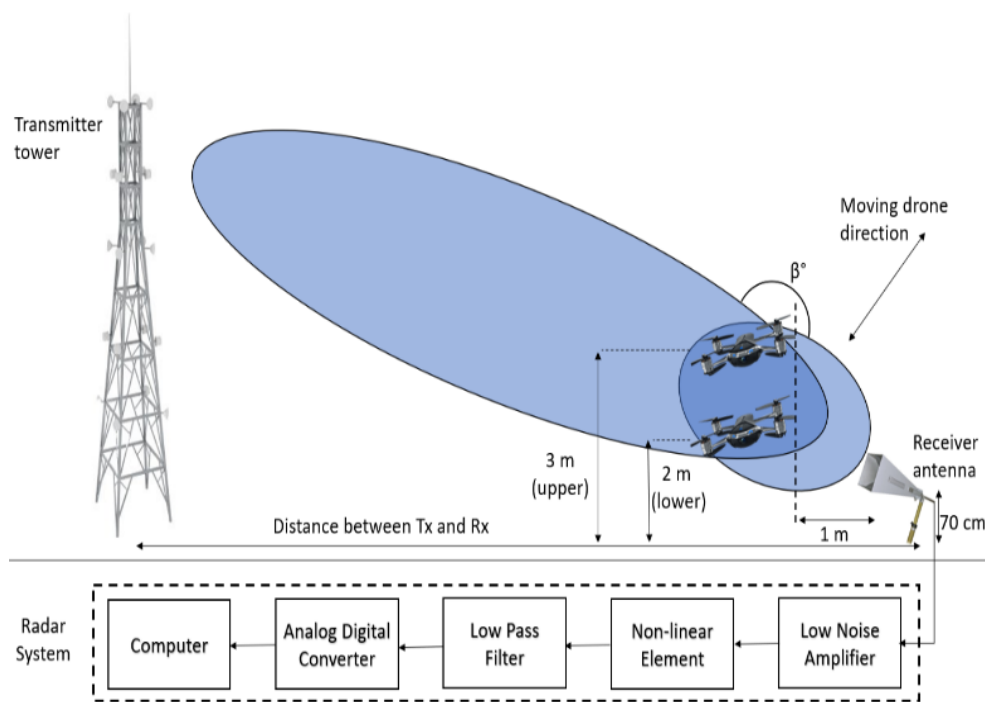 Transmitter
tower
Moving drone
direction
β°
Receiver
antenna
3 m
(upper)
2 m
(lower)
70 cm
1 m
Distance between Tx and Rx
Radar
System
Computer
Analog Digital
Converter
Low Pass
Filter
Non-linear
Element
Low Noise
Amplifier